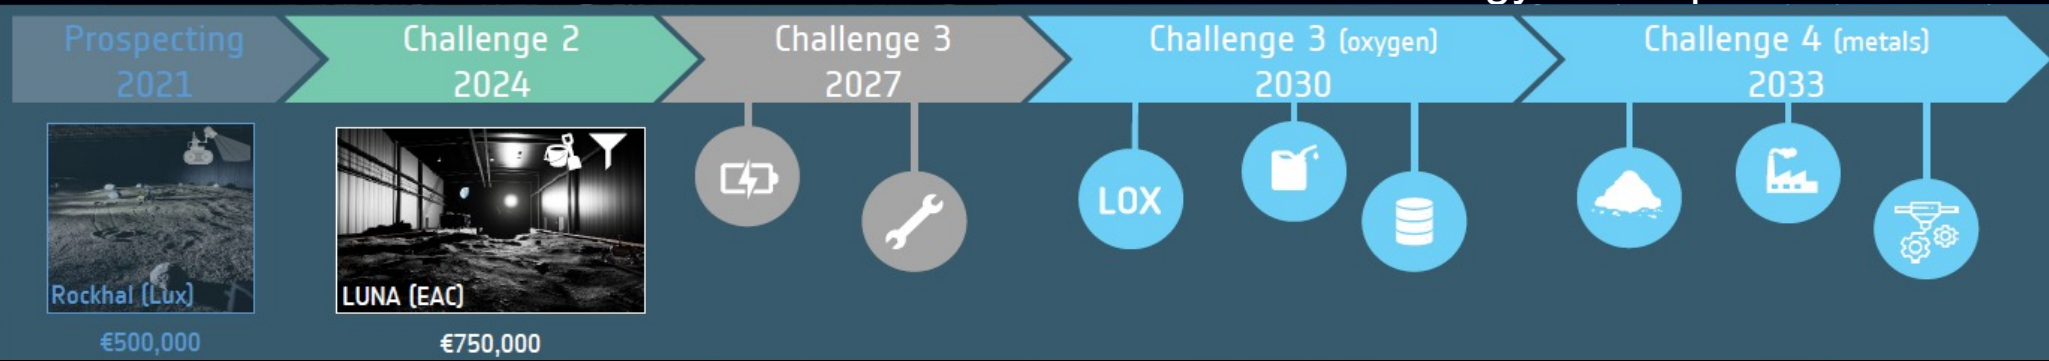 Prospecting
2021
Challenge 2
2024
Challenge 3
2027
Challenge 3 (oxygen)
2030
Challenge 4 (metals)
2033
Rockhal (Lux)
€500,000
LUNA (EAC)
€750,000
LOX